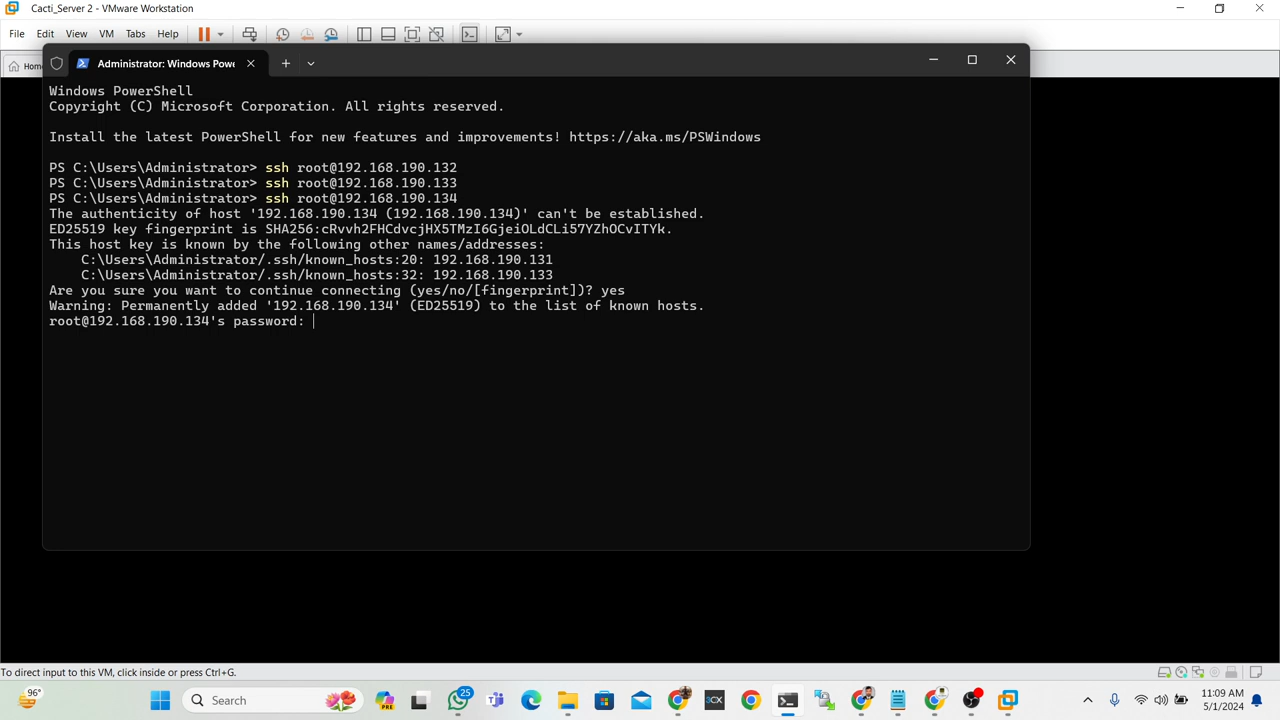 Cacti_Server 2 - VMware Workstation
File Edit View VM Tabs Help
Home
Administrator: Windows Powe
Windows PowerShell
Copyright (C) Microsoft Corporation. All rights reserved.
Install the latest PowerShell for new features and improvements! https://aka.ms/PSWindows
PS C:\Users\Administrator> ssh root@192.168.190.132
PS C:\Users\Administrator> ssh root@192.168.190.133
PS C:\Users\Administrator> ssh root@192.168.190.134
The authenticity of host '192.168.190.134 (192.168.190.134)' can't be established.
ED25519 key fingerprint is SHA256:cRvvh2FHCdvcjHX5TMzI6GjeiOLdCLi57YZhOCvITYk.
This host key is known by the following other names/addresses:
C:\Users\Administrator/.ssh/known_hosts:20: 192.168.190.131
C:\Users\Administrator/.ssh/known_hosts:32: 192.168.190.133
Are you sure you want to continue connecting (yes/no/[fingerprint])? yes
Warning: Permanently added '192.168.190.134' (ED25519) to the list of known hosts.
root@192.168.190.134's password:
To direct input to this VM, click inside or press Ctrl+G.
96°
Search
PRE
25
3CX
11:09 AM
5/1/2024